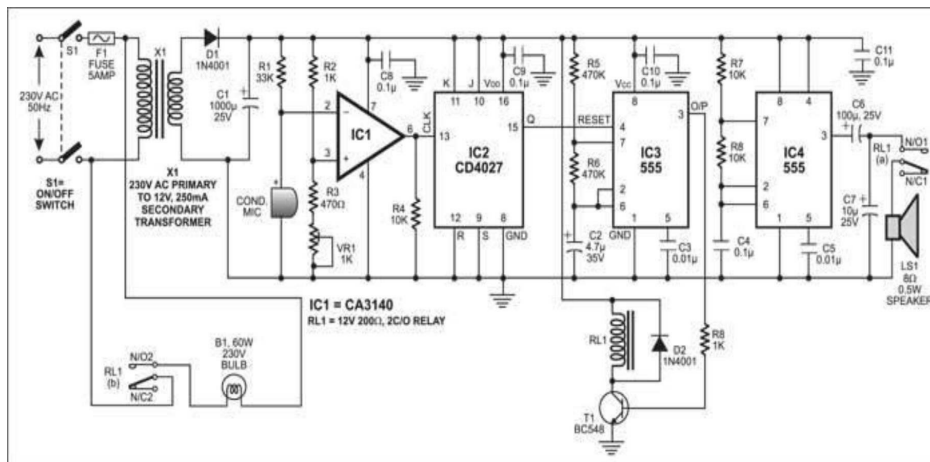 S1
F1
FUSE
5AMP
230V AC
50Hz
S1=
ON/OFF
SWITCH
X1
X1
230V AC PRIMARY
TO 12V, 250mA
SECONDARY
TRANSFORMER
D1
1N4001
C1
1000µ
25V
R1
33K
R2
1K
C8
0.1µ
2
7
IC1
6
3
4
COND.
MIC
R3
470Ω
VR1
1K
R4
10K
CLK
K
J
VDD
11
10
16
13
15
Q
IC2
CD4027
12
9
8
R
S
GND
C9
0.1µ
R5
470K
R6
470K
C2
4.7µ
35V
RESET
C10
0.1µ
VCC
8
O/P
3
4
7
IC3
555
2
6
1
5
GND
C3
0.01µ
R7
10K
R8
10K
C4
0.1µ
8
4
7
3
IC4
555
2
6
1
5
C5
0.01µ
C11
0.1µ
C6
100µ, 25V
RL1
(a)
N/O1
N/C1
C7
10µ
25V
LS1
8Ω
0.5W
SPEAKER
IC1 = CA3140
RL1 = 12V 200Ω, 2C/O RELAY
N/O2
RL1
(b)
N/C2
B1, 60W
230V
BULB
RL1
D2
1N4001
R8
1K
T1
BC548